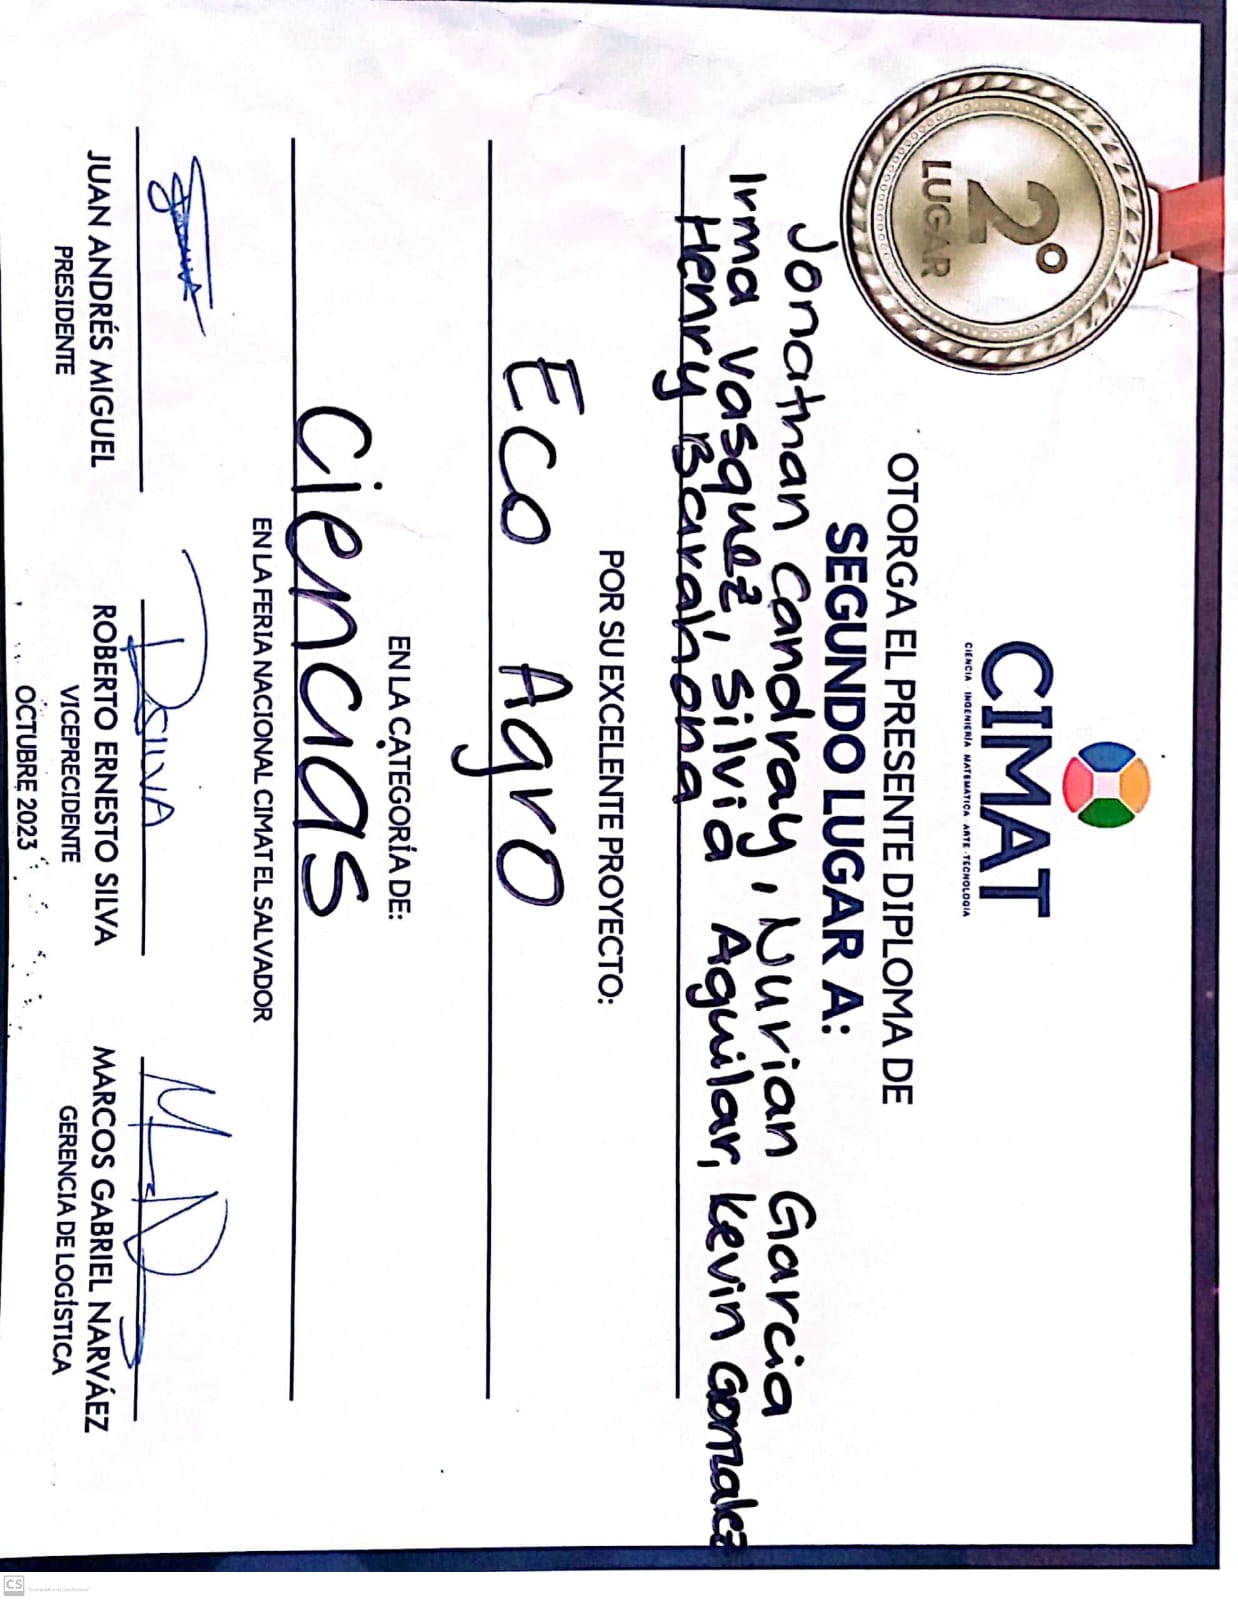 2°
LUGAR
CIMAT
CIENCIA · INGENIERÍA · MATEMATICA · ARTE · TECNOLOGIA
OTORGA EL PRESENTE DIPLOMA DE
SEGUNDO LUGAR A:
Jonathan Candray, Nurian Garcia
Irma Vasquez, Silvia Aguilar, Kevin Gonzalez
Henry Barahona
POR SU EXCELENTE PROYECTO:
Eco Agro
EN LA CATEGORÍA DE:
Ciencias
EN LA FERIA NACIONAL CIMAT EL SALVADOR
DSILVA
JUAN ANDRÉS MIGUEL
PRESIDENTE
ROBERTO ERNESTO SILVA
VICEPRECIDENTE
MARCOS GABRIEL NARVÁEZ
GERENCIA DE LOGÍSTICA
OCTUBRE 2023
CS